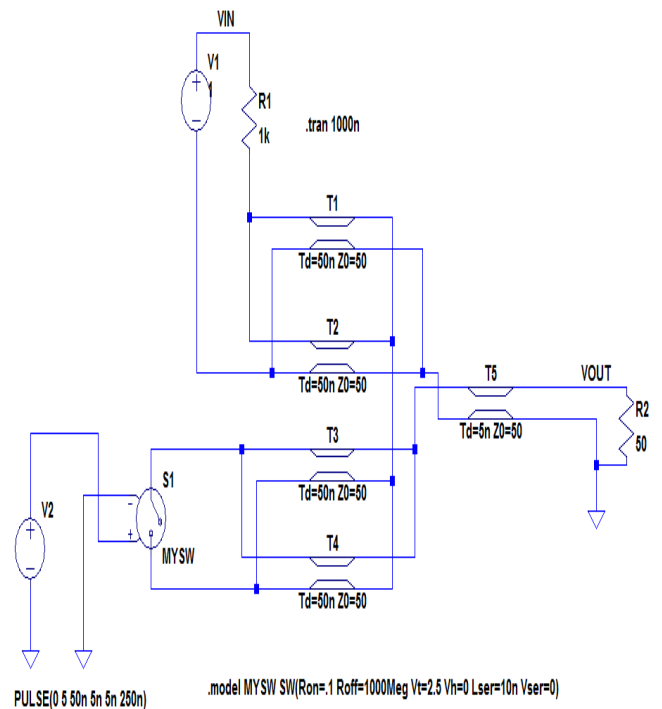 VIN
V1
1
R1
1k
.tran 1000n
T1
Td=50n Z0=50
T2
Td=50n Z0=50
T5
VOUT
Td=5n Z0=50
R2
50
T3
Td=50n Z0=50
S1
V2
MYSW
T4
Td=50n Z0=50
PULSE(0 5 50n 5n 5n 250n)
.model MYSW SW(Ron=.1 Roff=1000Meg Vt=2.5 Vh=0 Lser=10n Vser=0)